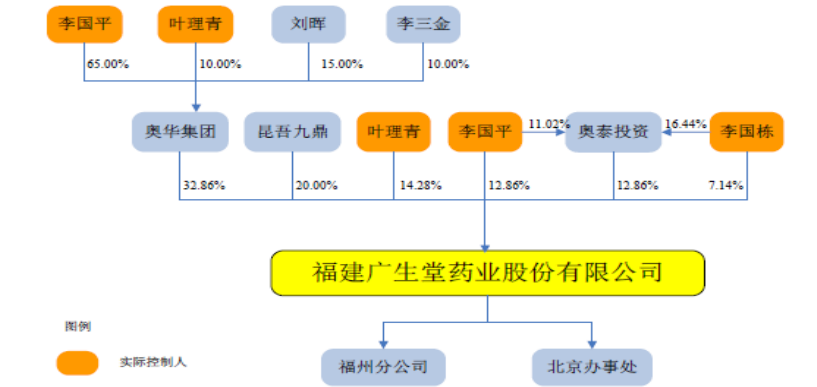 李国平 叶理青 刘晖 李三金
65.00% 10.00% 15.00% 10.00%
奥华集团 昆吾九鼎 叶理青 李国平 11.02% 奥泰投资 16.44% 李国栋
32.86% 20.00% 14.28% 12.86% 12.86% 7.14%
福建广生堂药业股份有限公司
图例
实际控制人
福州分公司 北京办事处